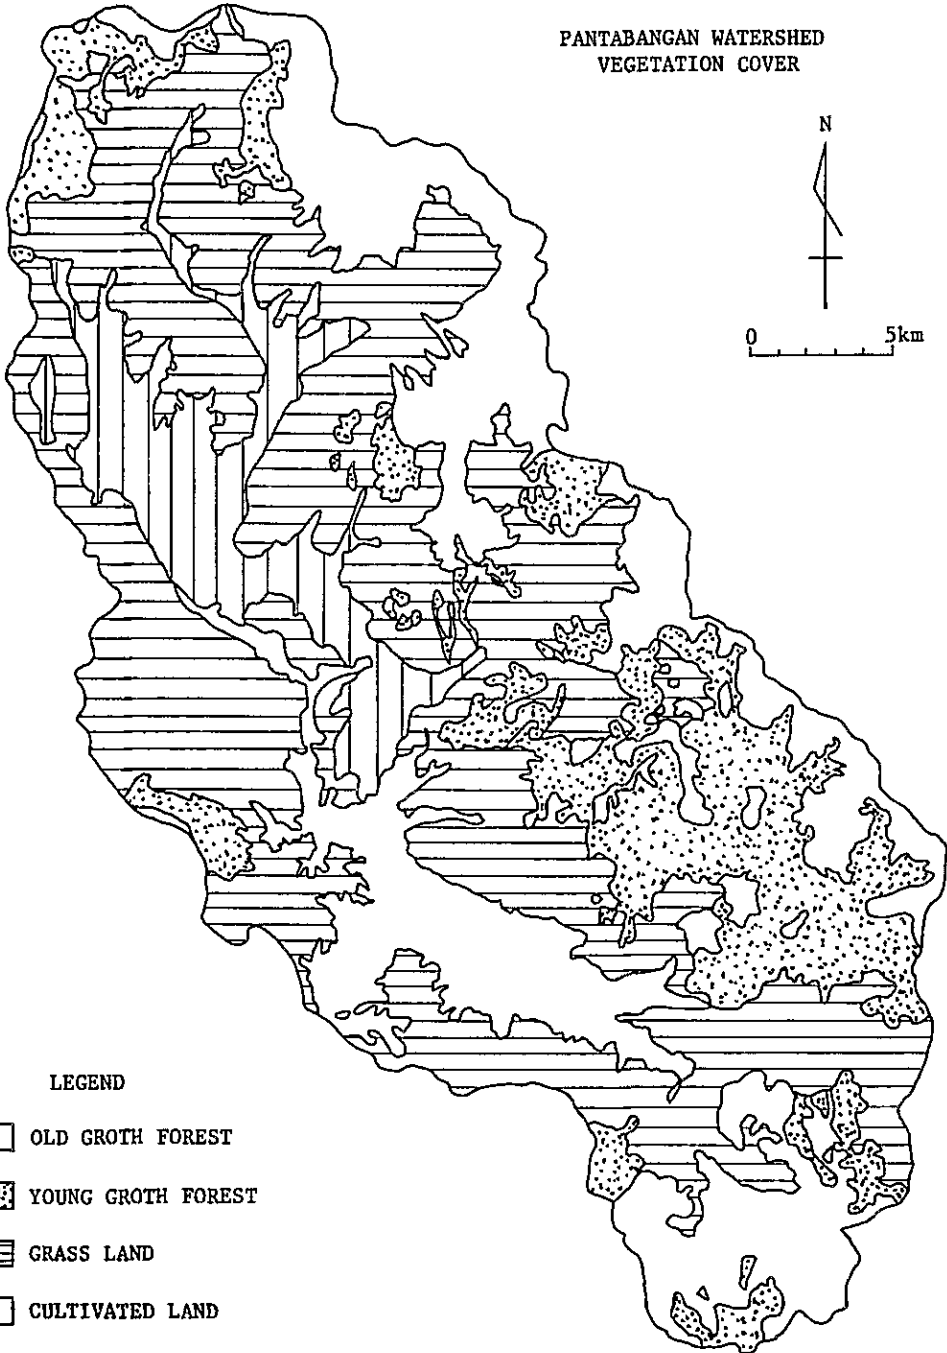 PANTABANGAN WATERSHED
VEGETATION COVER
N
0 5km
LEGEND
OLD GROTH FOREST
YOUNG GROTH FOREST
GRASS LAND
CULTIVATED LAND